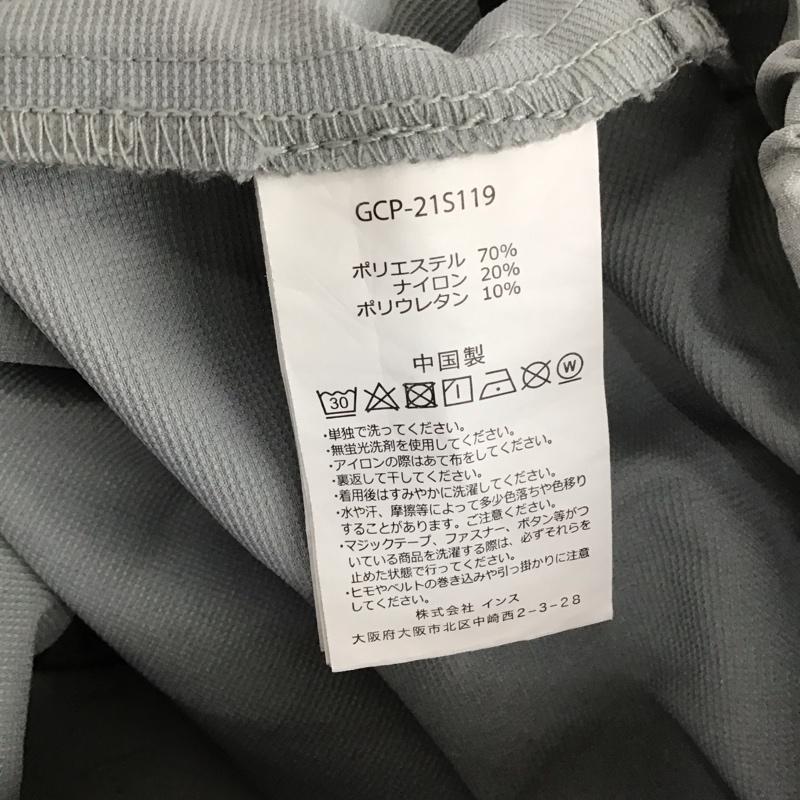 GCP-21S119
ポリエステル 70%
ナイロン 20%
ポリウレタン 10%
中国製
30 W
・単独で洗ってください。
・無蛍光洗剤を使用してください。
・アイロンの際はあて布をしてください。
・裏返して干してください。
・着用後はすみやかに洗濯してください。
・水や汗、摩擦等によって多少色落ちや色移り
することがあります。ご注意ください。
・マジックテープ、ファスナー、ボタン等がつ
いている商品を洗濯する際は、必ずそれらを
止めた状態で行ってください。
・ヒモやベルトの巻き込みや引っ掛かりに注意
してください。
株式会社 インス
大阪府大阪市北区中崎西2-3-28